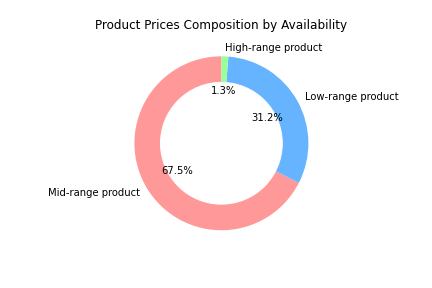 Product Prices Composition by Availability
High-range product
1.3%
Low-range product
31.2%
67.5%
Mid-range product